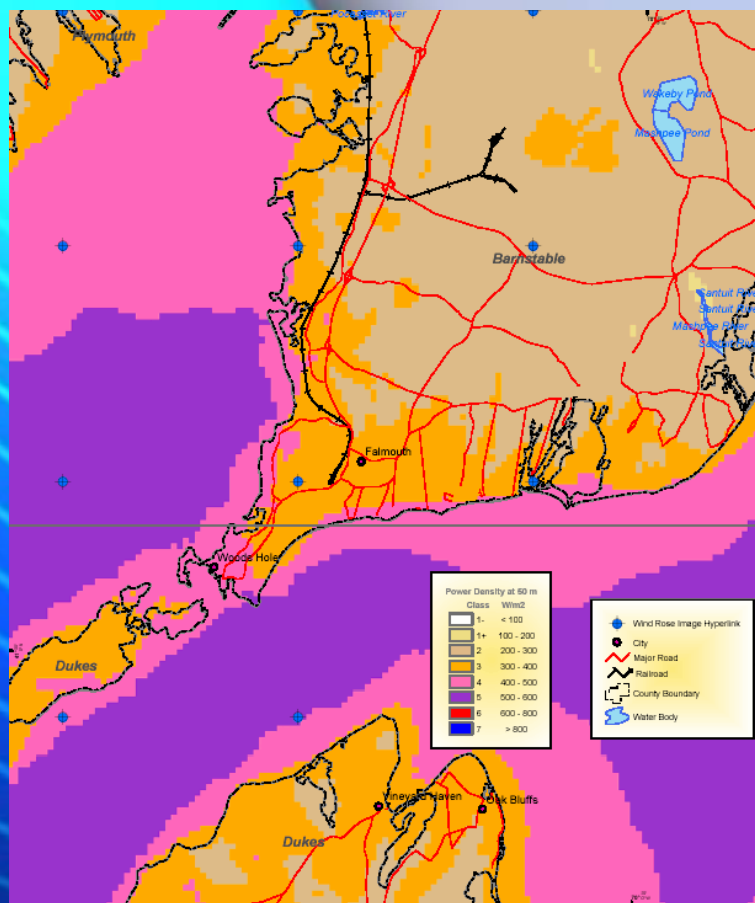 Plymouth
Wakeby Pond
Mashpee Pond
Barnstable
Mashpee River
Falmouth
Woods Hole
Dukes
Vineyard Haven
Oak Bluffs
Dukes
Power Density at 50 m
Class W/m2
1- < 100
1+ 100 - 200
2 200 - 300
3 300 - 400
4 400 - 500
5 500 - 600
6 600 - 800
7 > 800
Wind Rose Image Hyperlink
City
Major Road
Railroad
County Boundary
Water Body